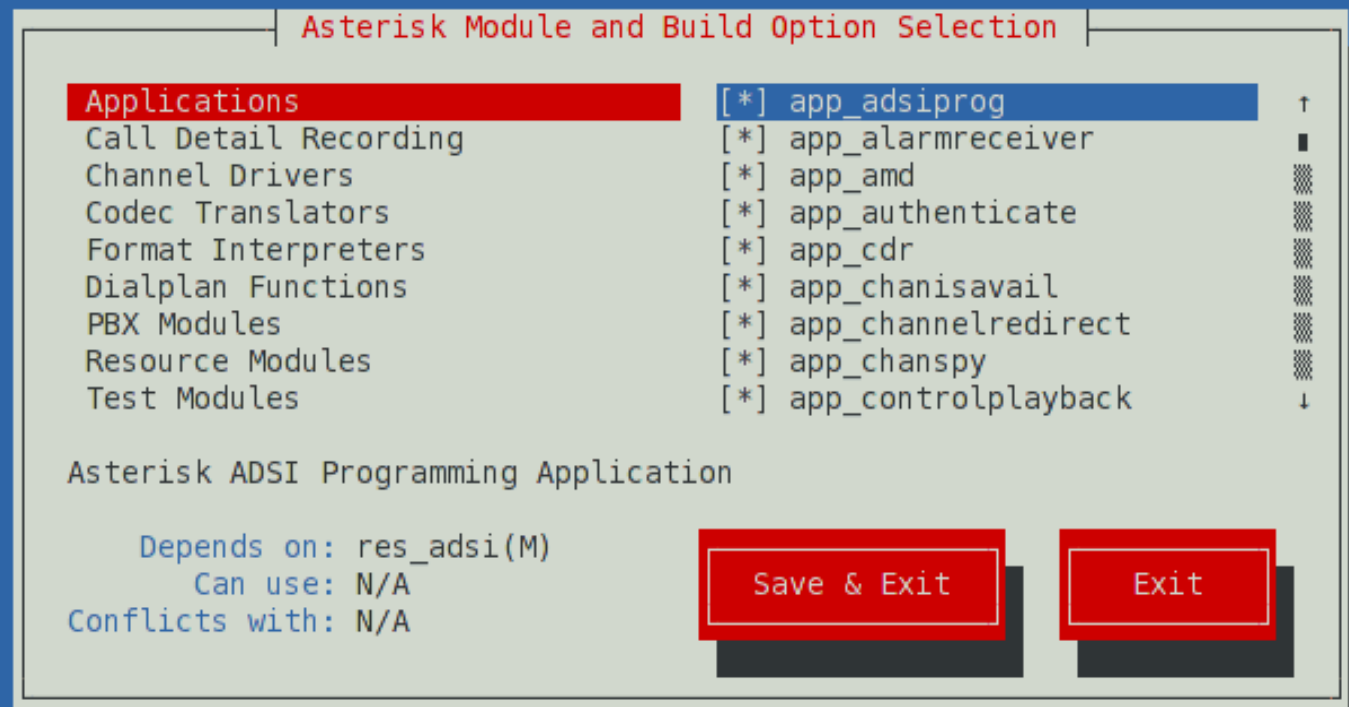 Asterisk Module and Build Option Selection
Applications [*] app_adsiprog ↑
Call Detail Recording [*] app_alarmreceiver
Channel Drivers [*] app_amd
Codec Translators [*] app_authenticate
Format Interpreters [*] app_cdr
Dialplan Functions [*] app_chanisavail
PBX Modules [*] app_channelredirect
Resource Modules [*] app_chanspy
Test Modules [*] app_controlplayback ↓
Asterisk ADSI Programming Application
Depends on: res_adsi(M)
Can use: N/A Save & Exit Exit
Conflicts with: N/A